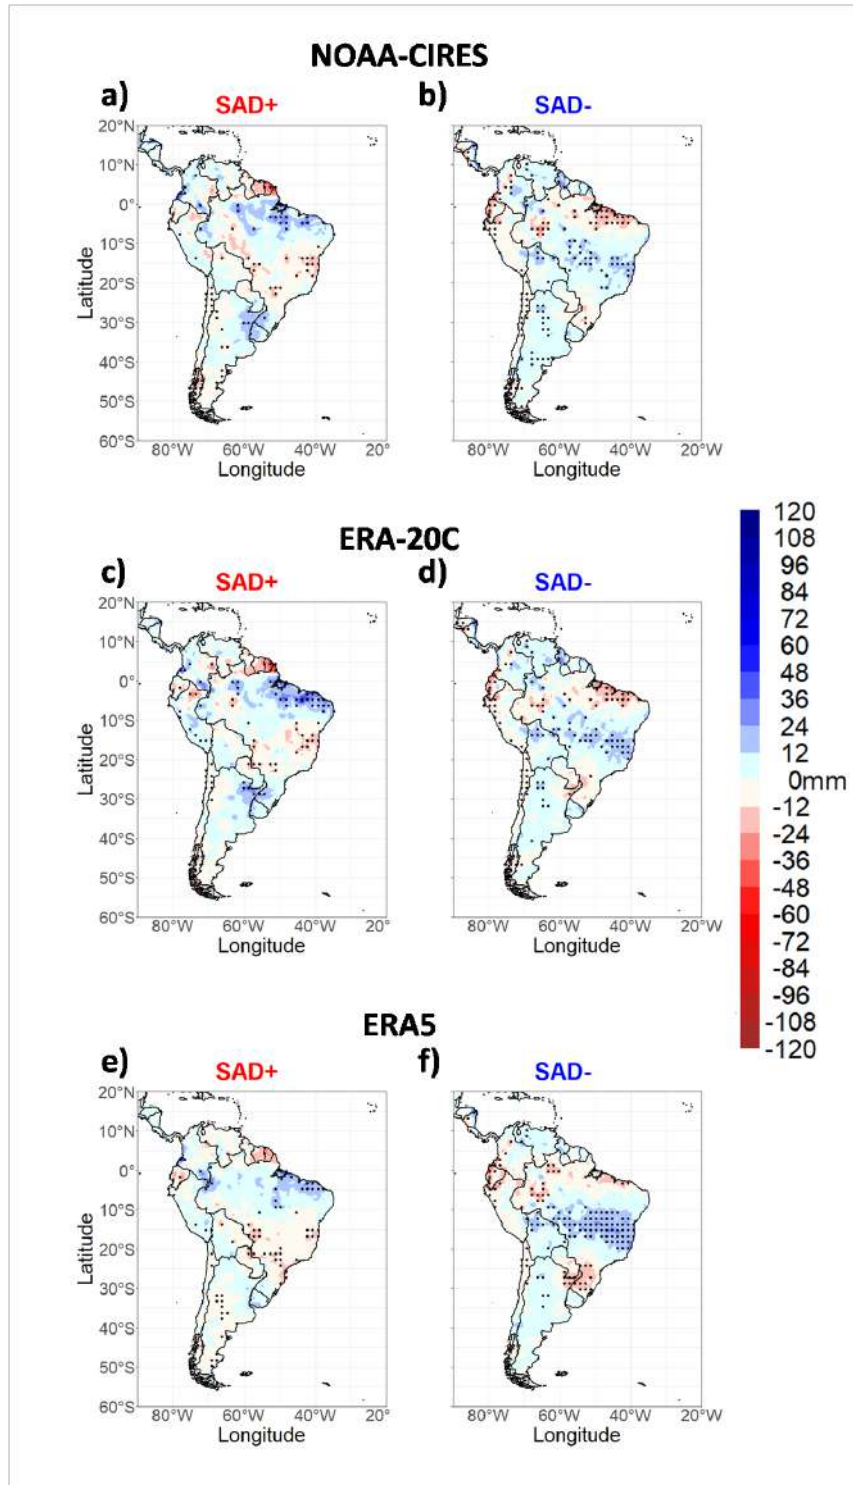 NOAA-CIRES
a) SAD+ b) SAD-
20°N
10°N
0°
10°S
20°S
30°S
40°S
50°S
60°S
Latitude
80°W 60°W 40°W 20° 80°W 60°W 40°W 20°W
Longitude Longitude
ERA-20C
c) SAD+ d) SAD-
20°N
10°N
0°
10°S
20°S
30°S
40°S
50°S
60°S
Latitude
80°W 60°W 40°W 20° 80°W 60°W 40°W 20°W
Longitude Longitude
ERA5
e) SAD+ f) SAD-
20°N
10°N
0°
10°S
20°S
30°S
40°S
50°S
60°S
Latitude
80°W 60°W 40°W 20° 80°W 60°W 40°W 20°W
Longitude Longitude
120
108
96
84
72
60
48
36
24
12
0mm
-12
-24
-36
-48
-60
-72
-84
-96
-108
-120